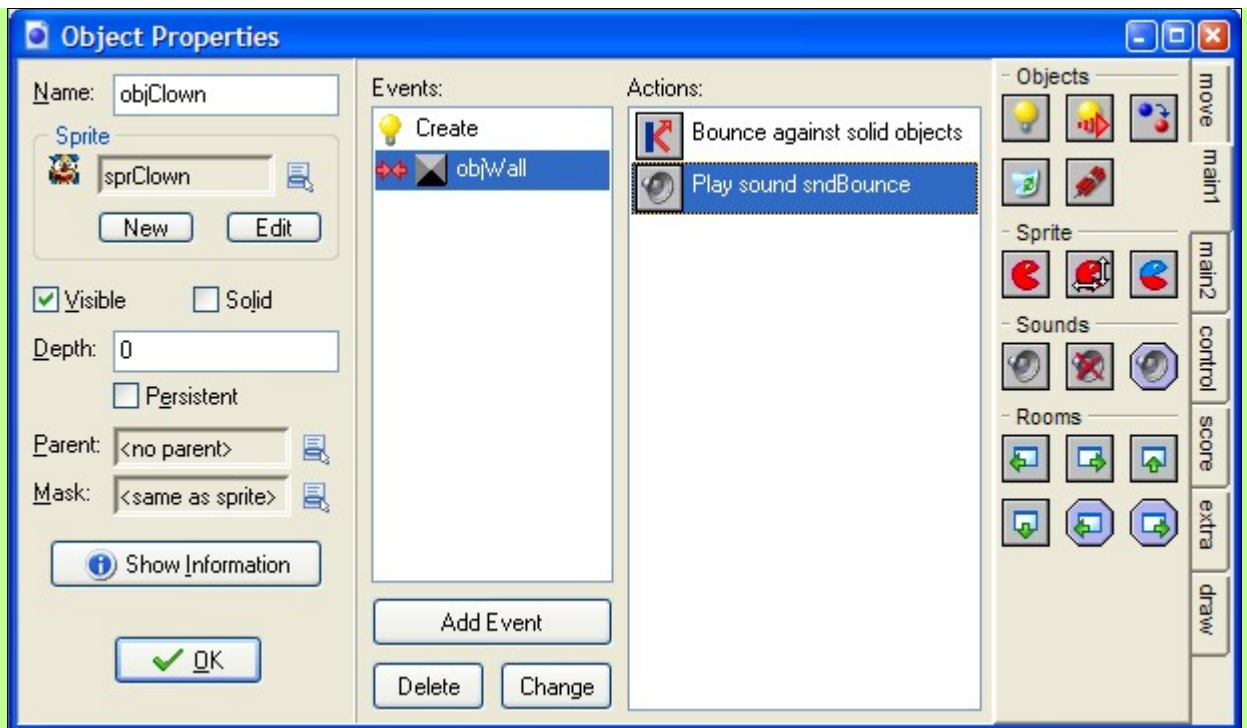 Object Properties
Name: objClown
Sprite
sprClown
New Edit
Visible Solid
Depth: 0
Persistent
Parent: <no parent>
Mask: <same as sprite>
Show Information
OK
Events:
Create
objWall
Add Event
Delete Change
Actions:
Bounce against solid objects
Play sound sndBounce
Objects
Sprite
Sounds
Rooms
move
main1
main2
control
score
extra
draw